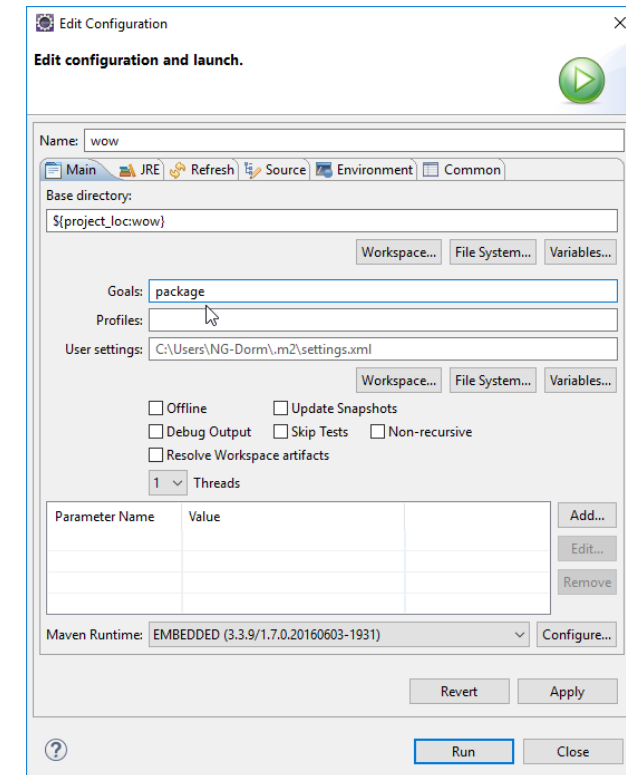 Edit Configuration
Edit configuration and launch.
Name: wow
Main JRE Refresh Source Environment Common
Base directory:
${project_loc:wow}
Workspace... File System... Variables...
Goals: package
Profiles:
User settings: C:\Users\NG-Dorm\.m2\settings.xml
Workspace... File System... Variables...
Offline Update Snapshots
Debug Output Skip Tests Non-recursive
Resolve Workspace artifacts
1 Threads
Parameter Name Value Add...
Edit...
Remove
Maven Runtime: EMBEDDED (3.3.9/1.7.0.20160603-1931) Configure...
Revert Apply
? Run Close